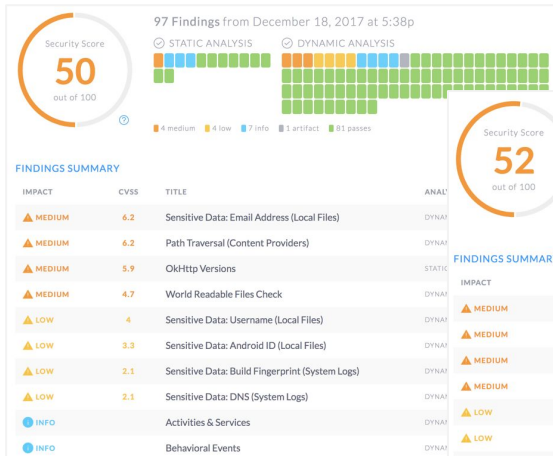 97 Findings from December 18, 2017 at 5:38p
Security Score
50
out of 100
STATIC ANALYSIS
DYNAMIC ANALYSIS
4 medium 4 low 7 info 1 artifact 81 passes
FINDINGS SUMMARY
IMPACT CVSS TITLE
MEDIUM 6.2 Sensitive Data: Email Address (Local Files)
MEDIUM 6.2 Path Traversal (Content Providers)
MEDIUM 5.9 OkHttp Versions
MEDIUM 4.7 World Readable Files Check
LOW 4 Sensitive Data: Username (Local Files)
LOW 3.3 Sensitive Data: Android ID (Local Files)
LOW 2.1 Sensitive Data: Build Fingerprint (System Logs)
LOW 2.1 Sensitive Data: DNS (System Logs)
INFO Activities & Services
INFO Behavioral Events
Security Score
52
out of 100
FINDINGS SUMMAR
IMPACT
MEDIUM
MEDIUM
MEDIUM
MEDIUM
LOW
LOW